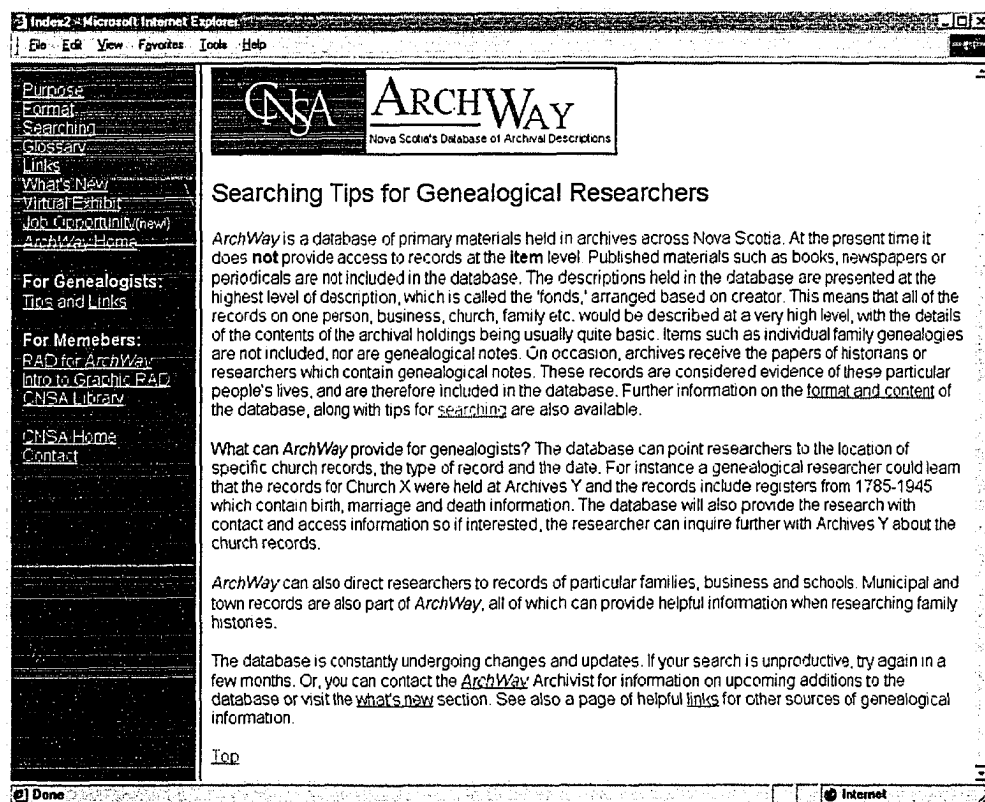 Index2 - Microsoft Internet Explorer
File Edit View Favorites Tools Help
Purpose
Format
Searching
Glossary
Links
What's New
Virtual Exhibit
Job Opportunity(new!)
ArchWay Home
For Genealogists:
Tips and Links
For Memebers:
RAD for ArchWay
Intro to Graphic RAD
CNSA Library
CNSA Home
Contact
CNSA
ARCHWAY
Nova Scotia's Database of Archival Descriptions
Searching Tips for Genealogical Researchers
ArchWay is a database of primary materials held in archives across Nova Scotia. At the present time it
does not provide access to records at the item level. Published materials such as books, newspapers or
periodicals are not included in the database. The descriptions held in the database are presented at the
highest level of description, which is called the 'fonds,' arranged based on creator. This means that all of the
records on one person, business, church, family etc. would be described at a very high level, with the details
of the contents of the archival holdings being usually quite basic. Items such as individual family genealogies
are not included, nor are genealogical notes. On occasion, archives receive the papers of historians or
researchers which contain genealogical notes. These records are considered evidence of these particular
people's lives, and are therefore included in the database. Further information on the format and content of
the database, along with tips for searching are also available.
What can ArchWay provide for genealogists? The database can point researchers to the location of
specific church records, the type of record and the date. For instance a genealogical researcher could learn
that the records for Church X were held at Archives Y and the records include registers from 1785-1945
which contain birth, marriage and death information. The database will also provide the research with
contact and access information so if interested, the researcher can inquire further with Archives Y about the
church records.
ArchWay can also direct researchers to records of particular families, business and schools. Municipal and
town records are also part of ArchWay, all of which can provide helpful information when researching family
histories.
The database is constantly undergoing changes and updates. If your search is unproductive, try again in a
few months. Or, you can contact the ArchWay Archivist for information on upcoming additions to the
database or visit the what's new section. See also a page of helpful links for other sources of genealogical
information.
Top
Done
Internet